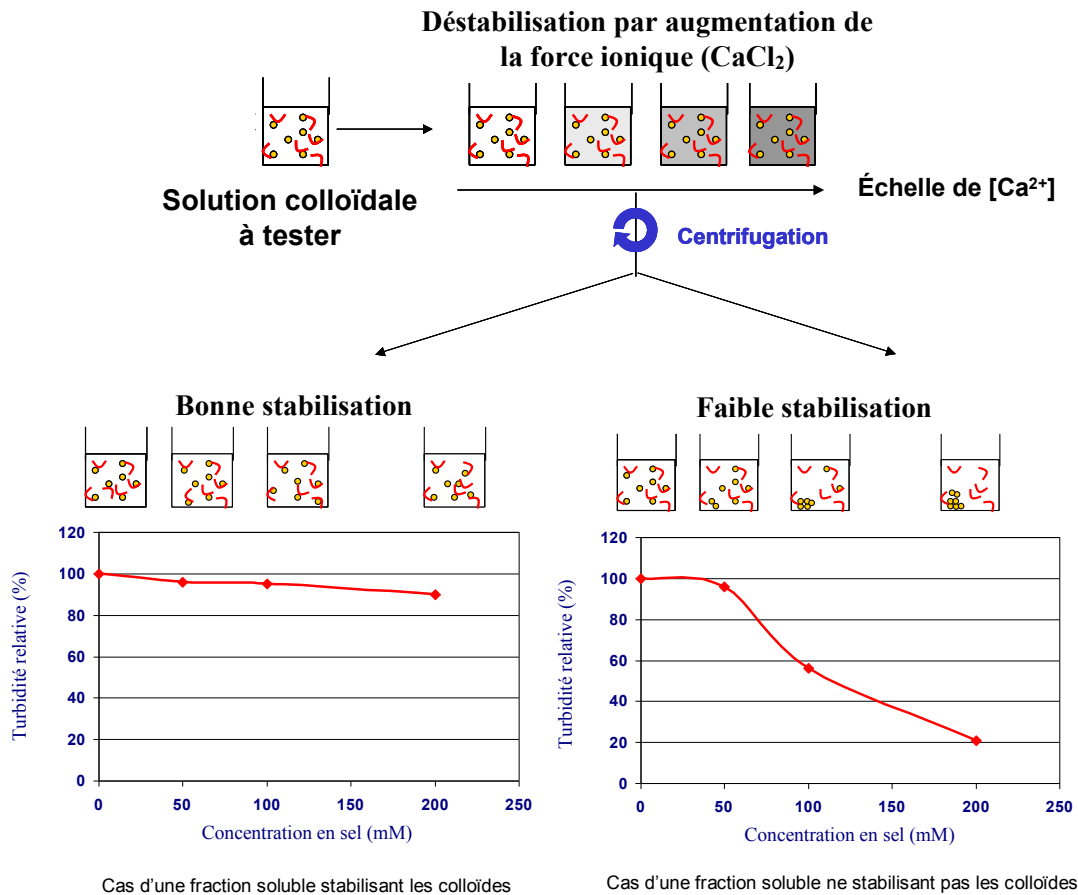 Déstabilisation par augmentation de
la force ionique (CaCl₂)
Solution colloïdale
à tester
Échelle de [Ca²⁺]
Centrifugation
Bonne stabilisation
120
100
80
60
40
20
0
Turbidité relative (%)
0 50 100 150 200 250
Concentration en sel (mM)
Cas d'une fraction soluble stabilisant les colloïdes
Faible stabilisation
120
100
80
60
40
20
0
Turbidité relative (%)
0 50 100 150 200 250
Concentration en sel (mM)
Cas d'une fraction soluble ne stabilisant pas les colloïdes